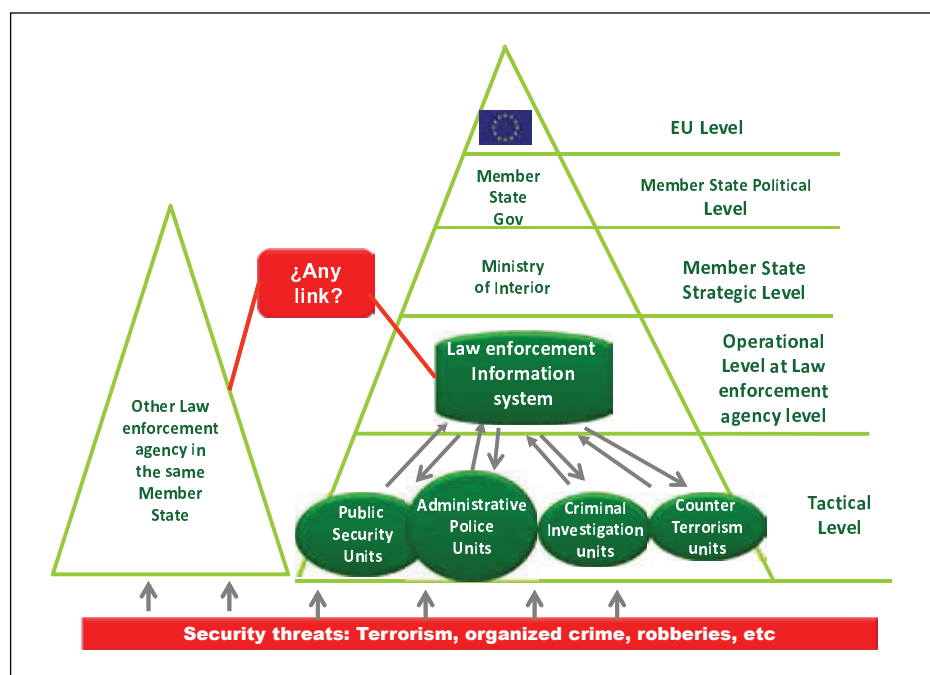 EU Level
Member
State
Gov
Member State Political
Level
¿Any
link?
Ministry
of Interior
Member State
Strategic Level
Law enforcement
Information
system
Operational
Level at Law
enforcement
agency level
Other Law
enforcement
agency in
the same
Member
State
Public
Security
Units
Administrative
Police
Units
Criminal
Investigation
units
Counter
Terrorism
units
Tactical
Level
Security threats: Terrorism, organized crime, robberies, etc